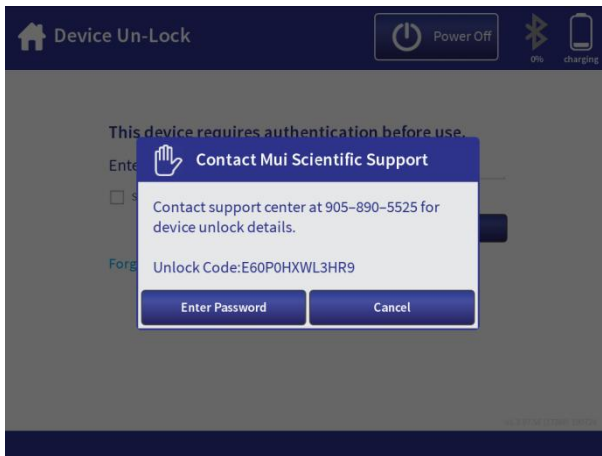 Device Un-Lock
Power Off
0%
charging
This device requires authentication before use.
Ente
Contact Mui Scientific Support
Contact support center at 905–890–5525 for
device unlock details.
Forg
Unlock Code:E60P0HXWL3HR9
Enter Password
Cancel